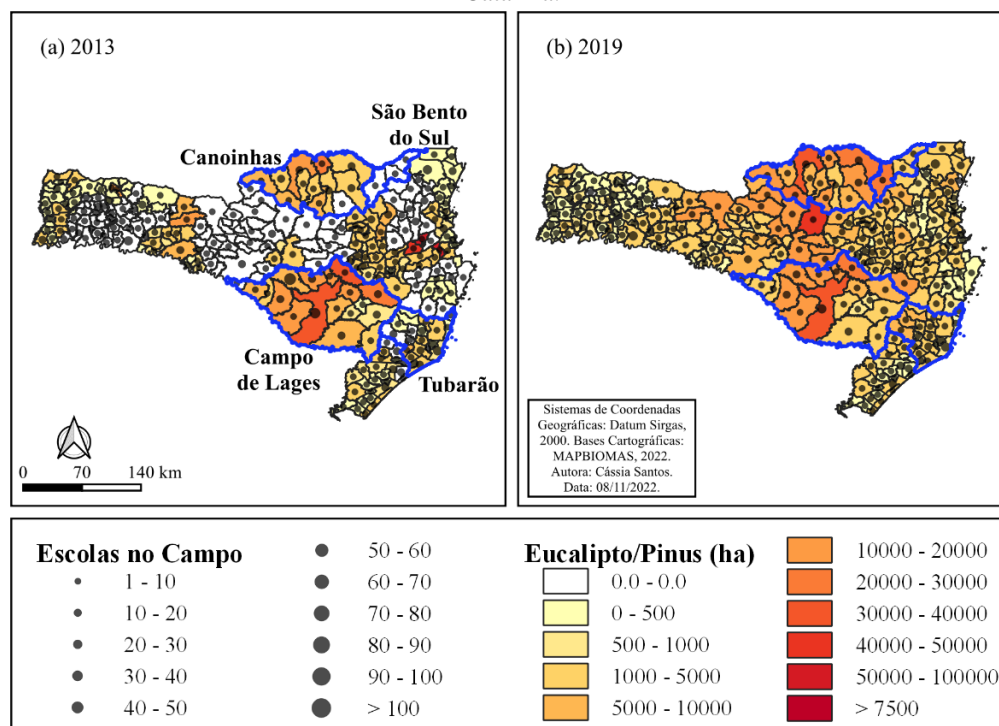 (a) 2013
São Bento
do Sul
Canoinhas
Campo
de Lages
Tubarão
0 70 140 km
(b) 2019
Sistemas de Coordenadas
Geográficas: Datum Sirgas,
2000. Bases Cartográficas:
MAPBIOMAS, 2022.
Autora: Cássia Santos.
Data: 08/11/2022.
Escolas no Campo
1 - 10
10 - 20
20 - 30
30 - 40
40 - 50
50 - 60
60 - 70
70 - 80
80 - 90
90 - 100
> 100
Eucalipto/Pinus (ha)
0.0 - 0.0
0 - 500
500 - 1000
1000 - 5000
5000 - 10000
10000 - 20000
20000 - 30000
30000 - 40000
40000 - 50000
50000 - 100000
> 7500